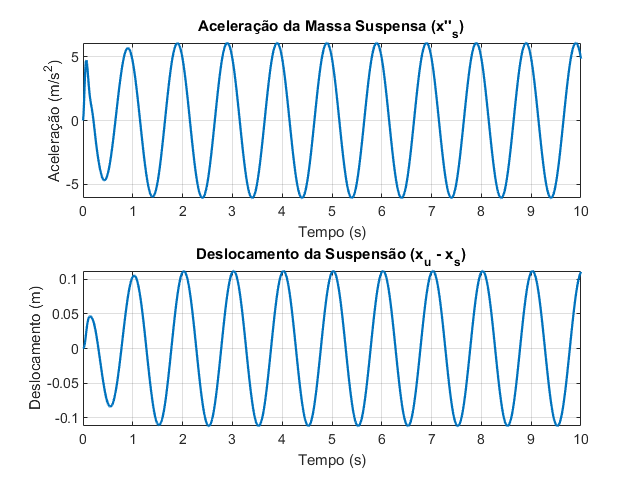 Aceleração da Massa Suspensa (x''s)
Aceleração (m/s²)
5
0
-5
0 1 2 3 4 5 6 7 8 9 10
Tempo (s)
Deslocamento da Suspensão (xu - xs)
Deslocamento (m)
0.1
0.05
0
-0.05
-0.1
0 1 2 3 4 5 6 7 8 9 10
Tempo (s)